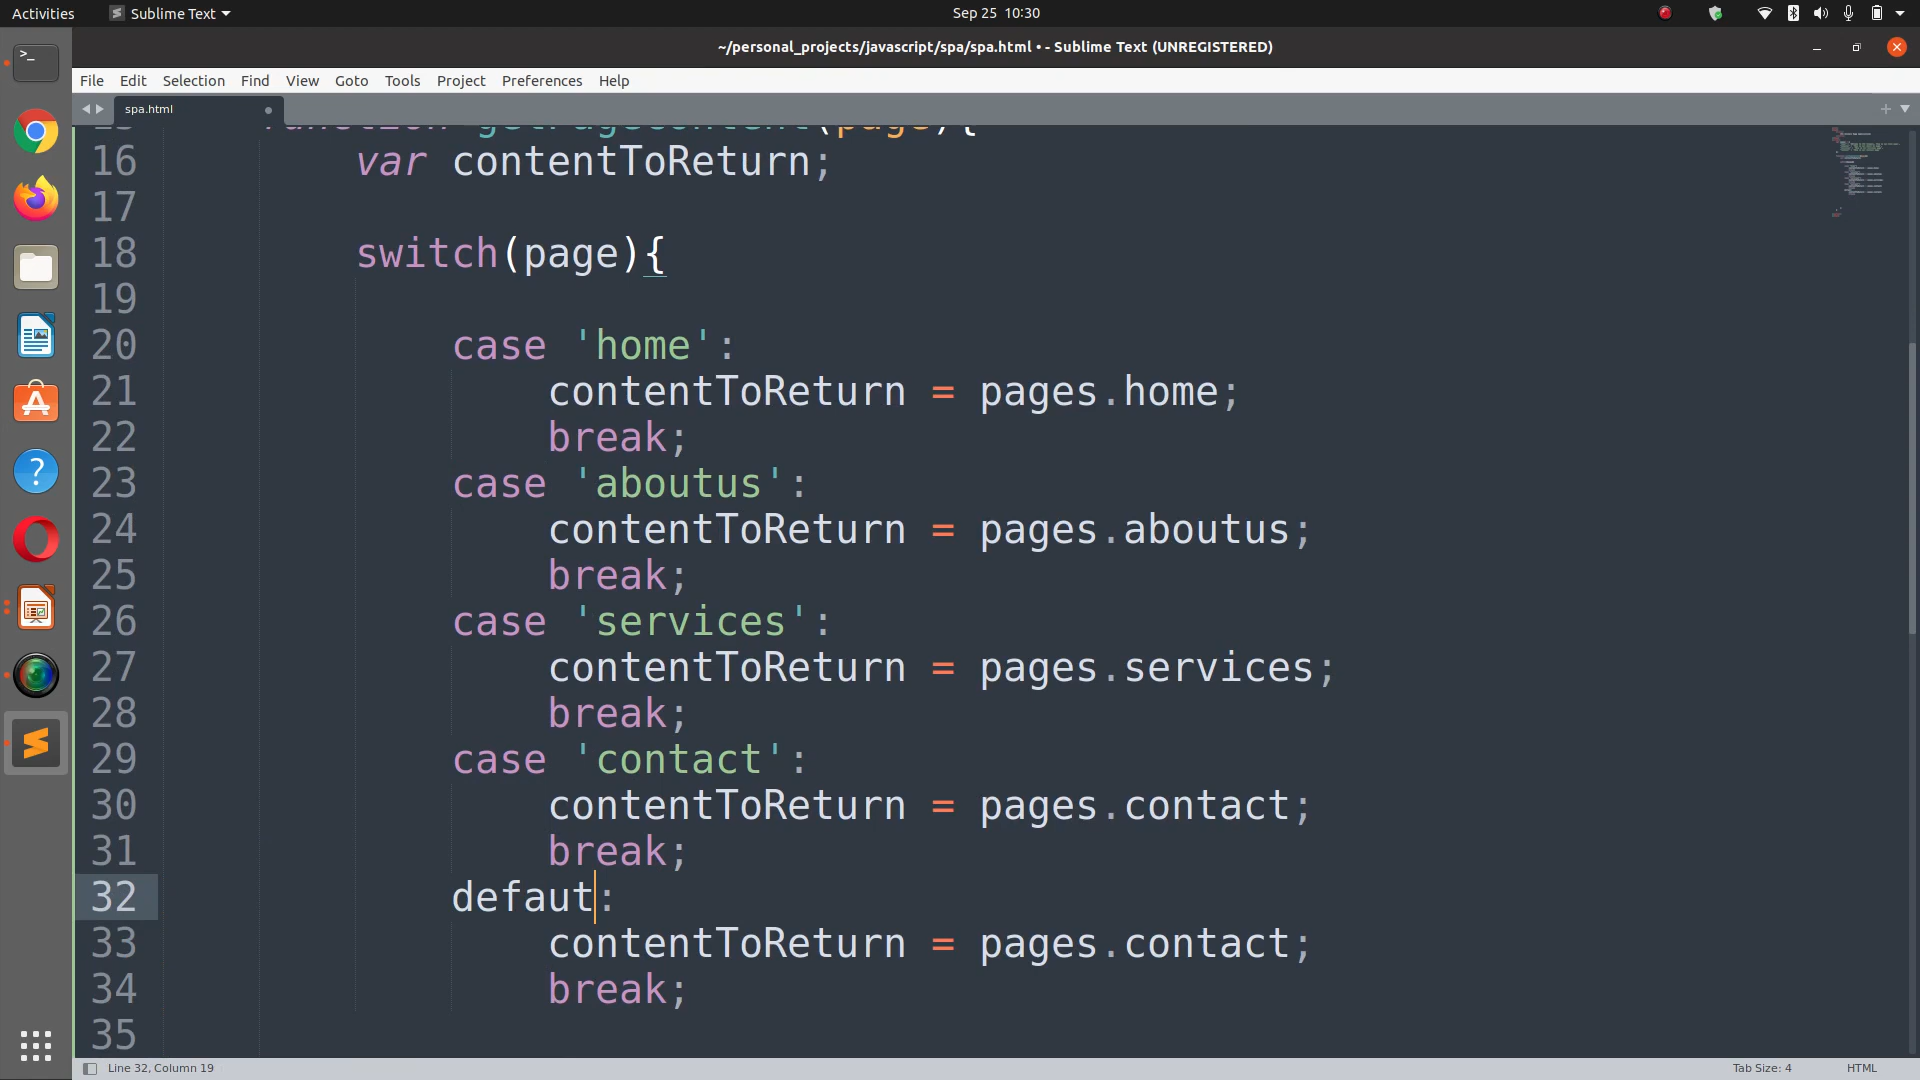 Activities
Sublime Text
Sep 25 10:30
~/personal_projects/javascript/spa/spa.html • - Sublime Text (UNREGISTERED)
File Edit Selection Find View Goto Tools Project Preferences Help
spa.html
16 var contentToReturn;
17
18 switch(page){
19
20 case 'home':
21 contentToReturn = pages.home;
22 break;
23 case 'aboutus':
24 contentToReturn = pages.aboutus;
25 break;
26 case 'services':
27 contentToReturn = pages.services;
28 break;
29 case 'contact':
30 contentToReturn = pages.contact;
31 break;
32 defaut:
33 contentToReturn = pages.contact;
34 break;
35
Line 32, Column 19
Tab Size: 4
HTML